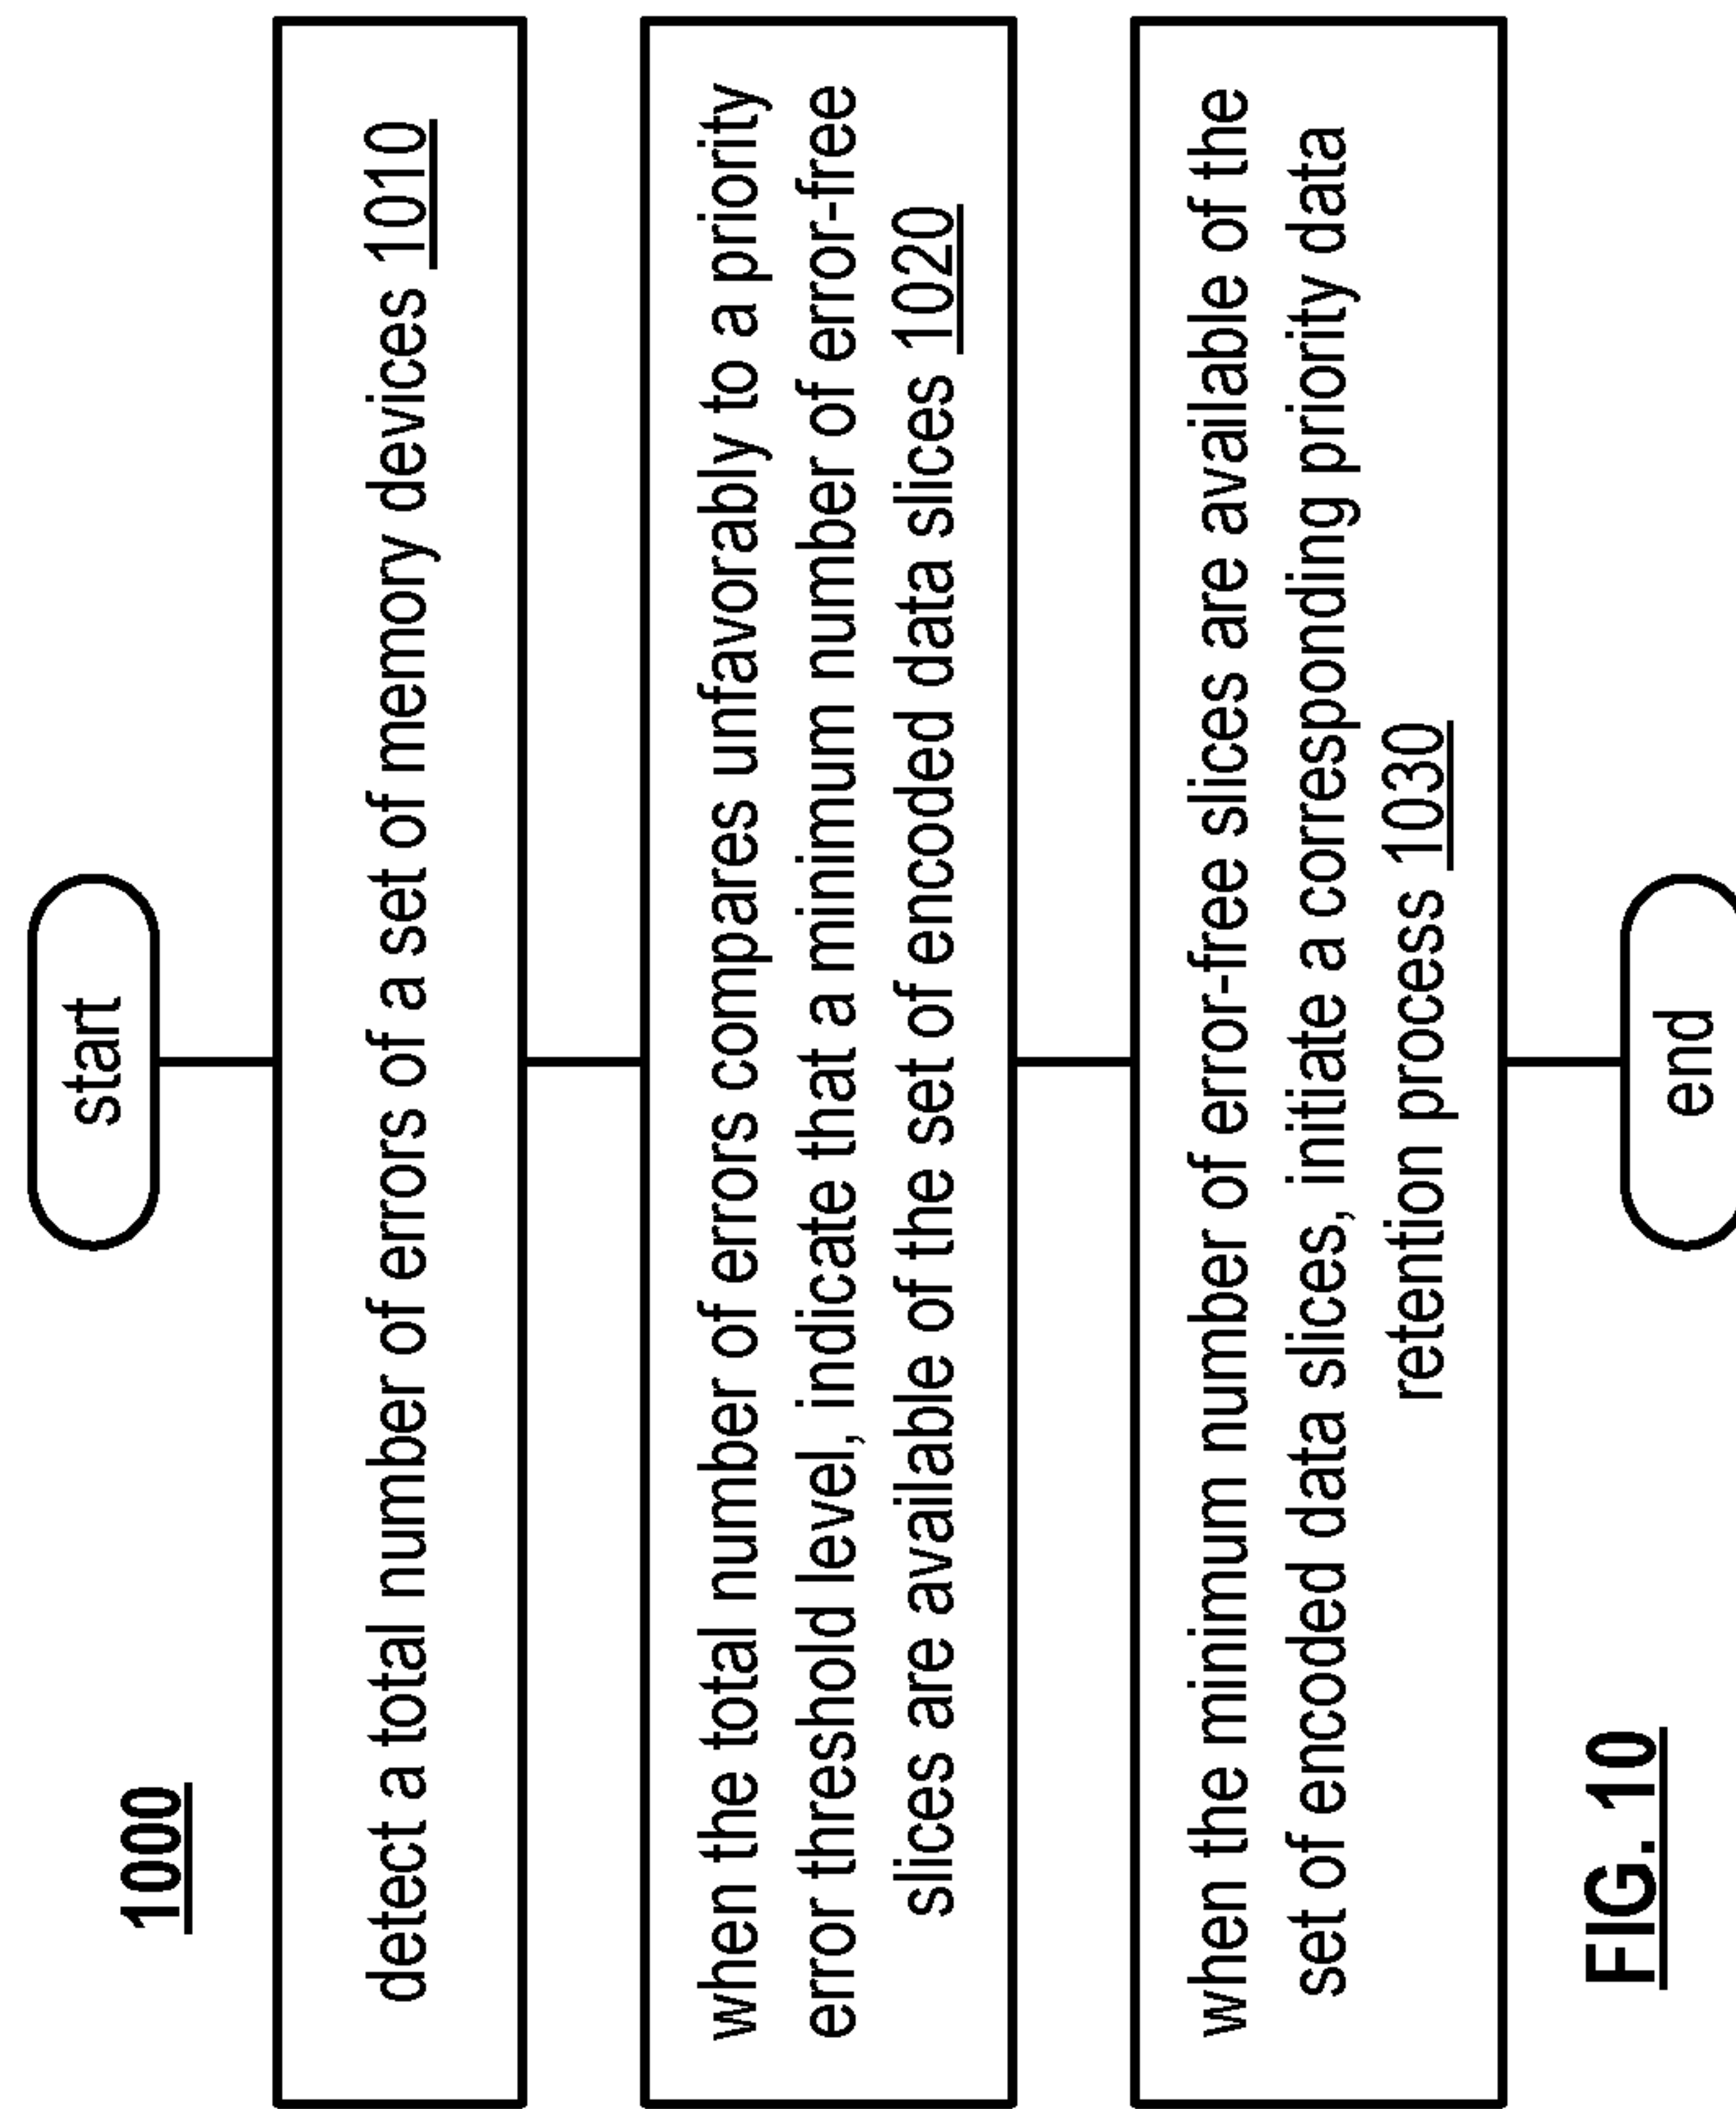 1000
start
detect a total number of errors of a set of memory devices 1010
when the total number of errors compares unfavorably to a priority
error threshold level, indicate that a minimum number of error-free
slices are available of the set of encoded data slices 1020
when the minimum number of error-free slices are available of the
set of encoded data slices, initiate a corresponding priority data
retention process 1030
end
FIG. 10